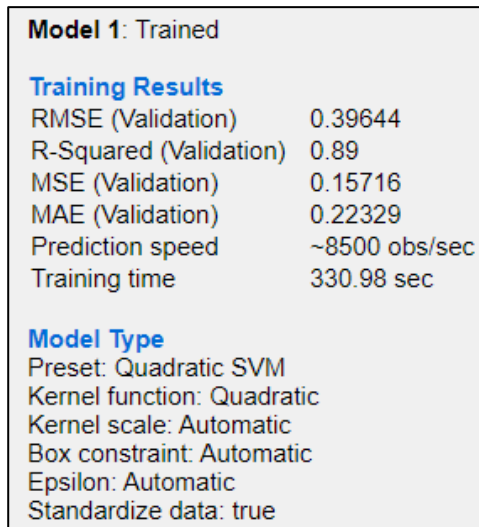 Model 1: Trained
Training Results
RMSE (Validation) 0.39644
R-Squared (Validation) 0.89
MSE (Validation) 0.15716
MAE (Validation) 0.22329
Prediction speed ~8500 obs/sec
Training time 330.98 sec
Model Type
Preset: Quadratic SVM
Kernel function: Quadratic
Kernel scale: Automatic
Box constraint: Automatic
Epsilon: Automatic
Standardize data: true